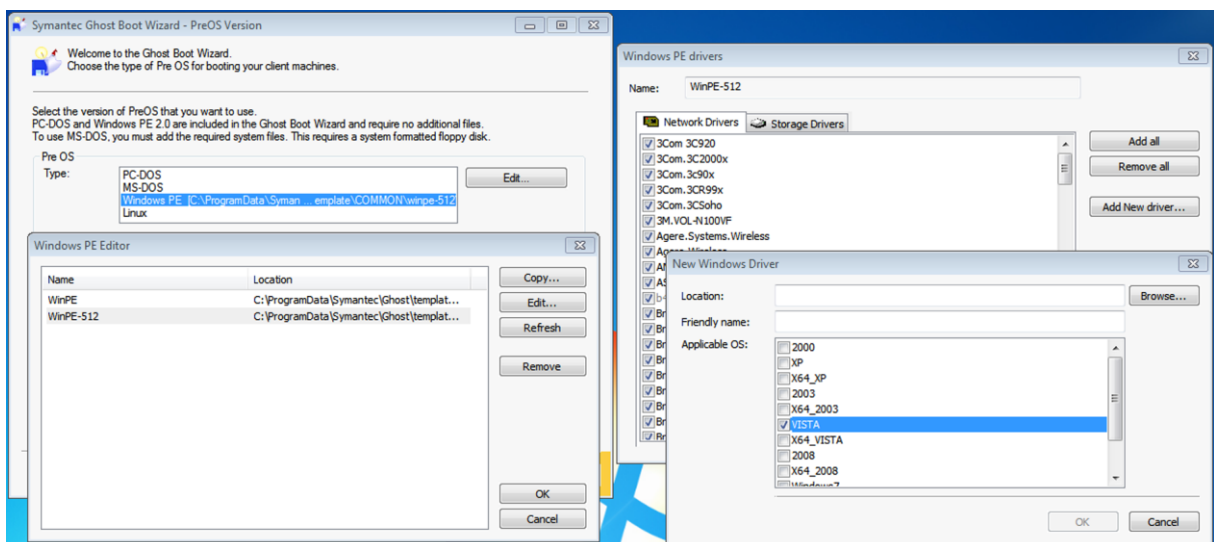 Symantec Ghost Boot Wizard - PreOS Version
Welcome to the Ghost Boot Wizard.
Choose the type of Pre OS for booting your client machines.
Select the version of PreOS that you want to use.
PC-DOS and Windows PE 2.0 are included in the Ghost Boot Wizard and require no additional files.
To use MS-DOS, you must add the required system files. This requires a system formatted floppy disk.
Pre OS
Type:
PC-DOS
MS-DOS
Windows PE [C:\ProgramData\Syman ... emplate\COMMON\winpe-512
Linux
Edit...
Windows PE Editor
Name Location
WinPE C:\ProgramData\Symantec\Ghost\templat...
WinPE-512 C:\ProgramData\Symantec\Ghost\templat...
Copy...
Edit...
Refresh
Remove
OK
Cancel
Windows PE drivers
Name: WinPE-512
Network Drivers Storage Drivers
3Com 3C920
3Com.3C2000x
3Com.3c90x
3Com.3CR99x
3Com.3CSoho
3M.VOL-N100VF
Agere.Systems.Wireless
Add all
Remove all
Add New driver...
New Windows Driver
Location:
Browse...
Friendly name:
Applicable OS:
2000
XP
X64_XP
2003
X64_2003
VISTA
X64_VISTA
2008
X64_2008
Windows7
OK
Cancel